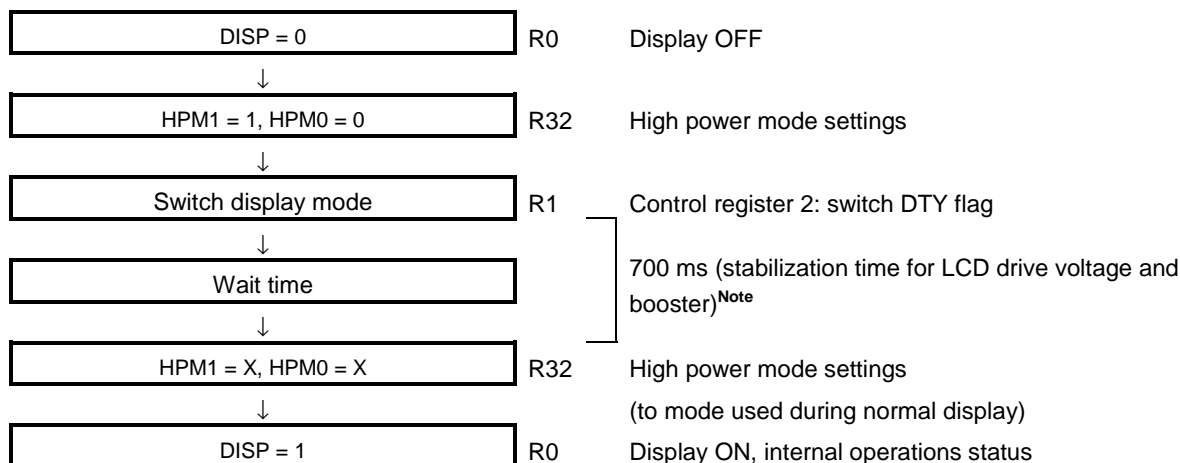 DISP = 0 R0 Display OFF
↓
HPM1 = 1, HPM0 = 0 R32 High power mode settings
↓
Switch display mode R1 Control register 2: switch DTY flag
↓
Wait time 700 ms (stabilization time for LCD drive voltage and
booster)Note
↓
HPM1 = X, HPM0 = X R32 High power mode settings
↓ (to mode used during normal display)
DISP = 1 R0 Display ON, internal operations status